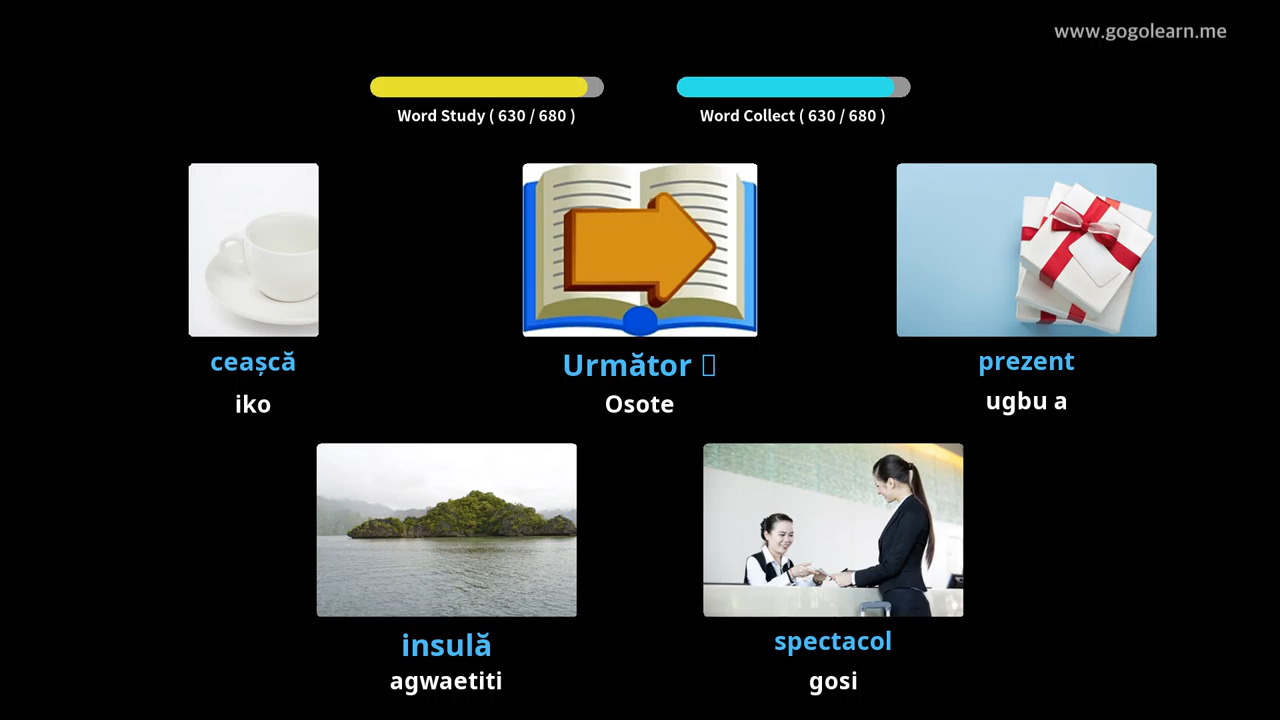 www.gogolearn.me
Word Study ( 630 / 680 )
Word Collect ( 630 / 680 )
ceașcă
iko
Următor
Osote
prezent
ugbu a
insulă
agwaetiti
spectacol
gosi